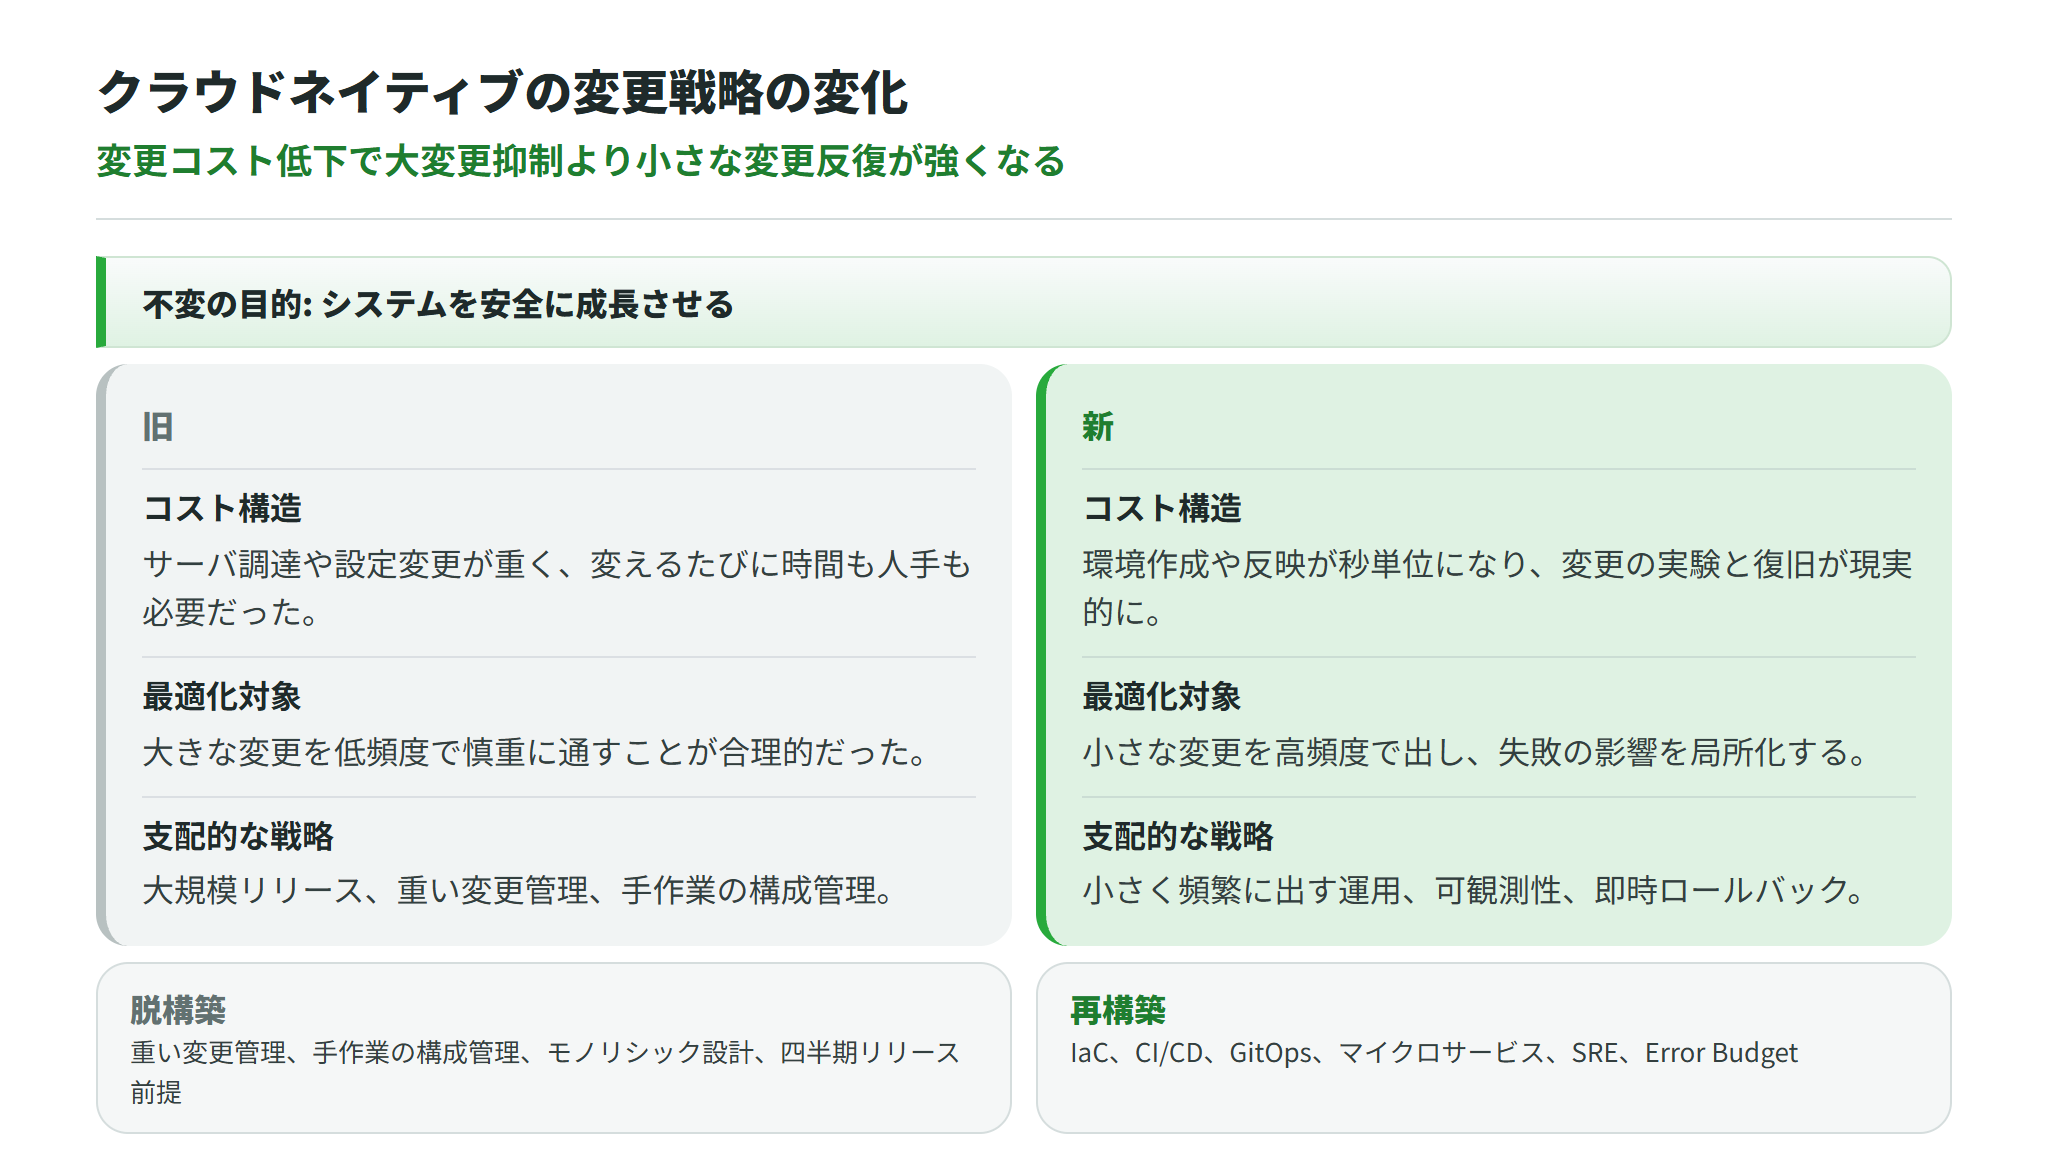 クラウドネイティブの変更戦略の変化
変更コスト低下で大変更抑制より小さな変更反復が強くなる
不変の目的: システムを安全に成長させる
旧
コスト構造
サーバ調達や設定変更が重く、変えるたびに時間も人手も
必要だった。
最適化対象
大きな変更を低頻度で慎重に通すことが合理的だった。
支配的な戦略
大規模リリース、重い変更管理、手作業の構成管理。
新
コスト構造
環境作成や反映が秒単位になり、変更の実験と復旧が現実
的に。
最適化対象
小さな変更を高頻度で出し、失敗の影響を局所化する。
支配的な戦略
小さく頻繁に出す運用、可観測性、即時ロールバック。
脱構築
重い変更管理、手作業の構成管理、モノリシック設計、四半期リリース
前提
再構築
IaC、CI/CD、GitOps、マイクロサービス、SRE、Error Budget